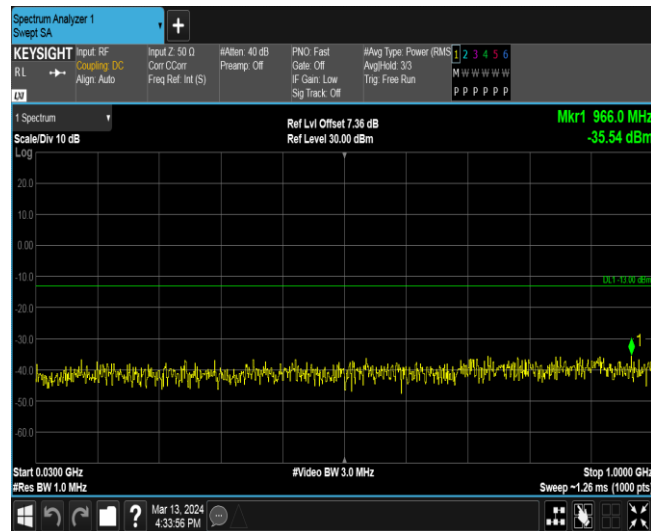 Spectrum Analyzer 1
Swept SA
+
KEYSIGHT
RL
LXI
Input: RF
Coupling: DC
Align: Auto
Input Z: 50 Ω
Corr CCorr
Freq Ref: Int (S)
#Atten: 40 dB
Preamp: Off
PNO: Fast
Gate: Off
IF Gain: Low
Sig Track: Off
#Avg Type: Power (RMS
Avg|Hold: 3/3
Trig: Free Run
1 2 3 4 5 6
M W W W W W
P P P P P P
1 Spectrum
Scale/Div 10 dB
Ref Lvl Offset 7.36 dB
Ref Level 30.00 dBm
Mkr1 966.0 MHz
-35.54 dBm
Log
20.0
10.0
0.00
-10.0
DL1 -13.00 dBm
-20.0
-30.0
1
-40.0
-50.0
-60.0
Start 0.0300 GHz
#Video BW 3.0 MHz
Stop 1.0000 GHz
#Res BW 1.0 MHz
Sweep ~1.26 ms (1000 pts)
?
Mar 13, 2024
4:33:56 PM